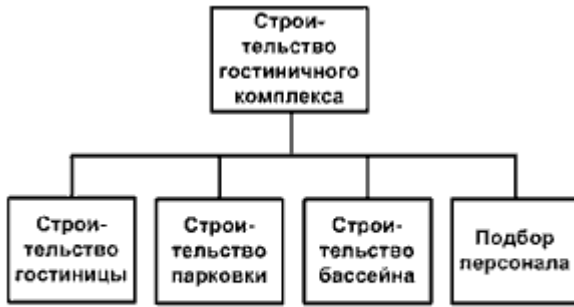 Строи-
тельство
гостиничного
комплекса
Строи-
тельство
гостиницы
Строи-
тельство
парковки
Строи-
тельство
бассейна
Подбор
персонала